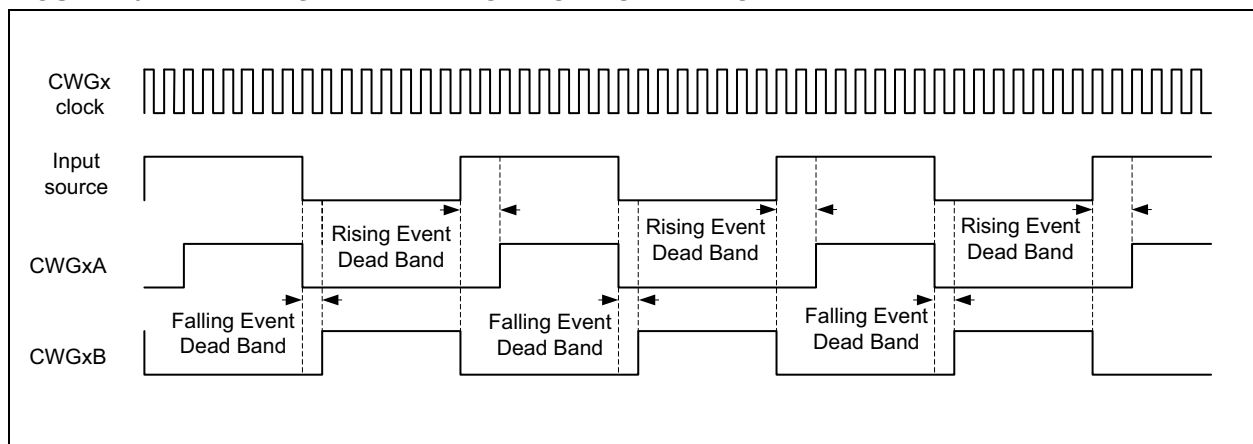 CWGx
clock
Input
source
Rising Event
Dead Band
Rising Event
Dead Band
Rising Event
Dead Band
CWGxA
Falling Event
Dead Band
Falling Event
Dead Band
Falling Event
Dead Band
CWGxB